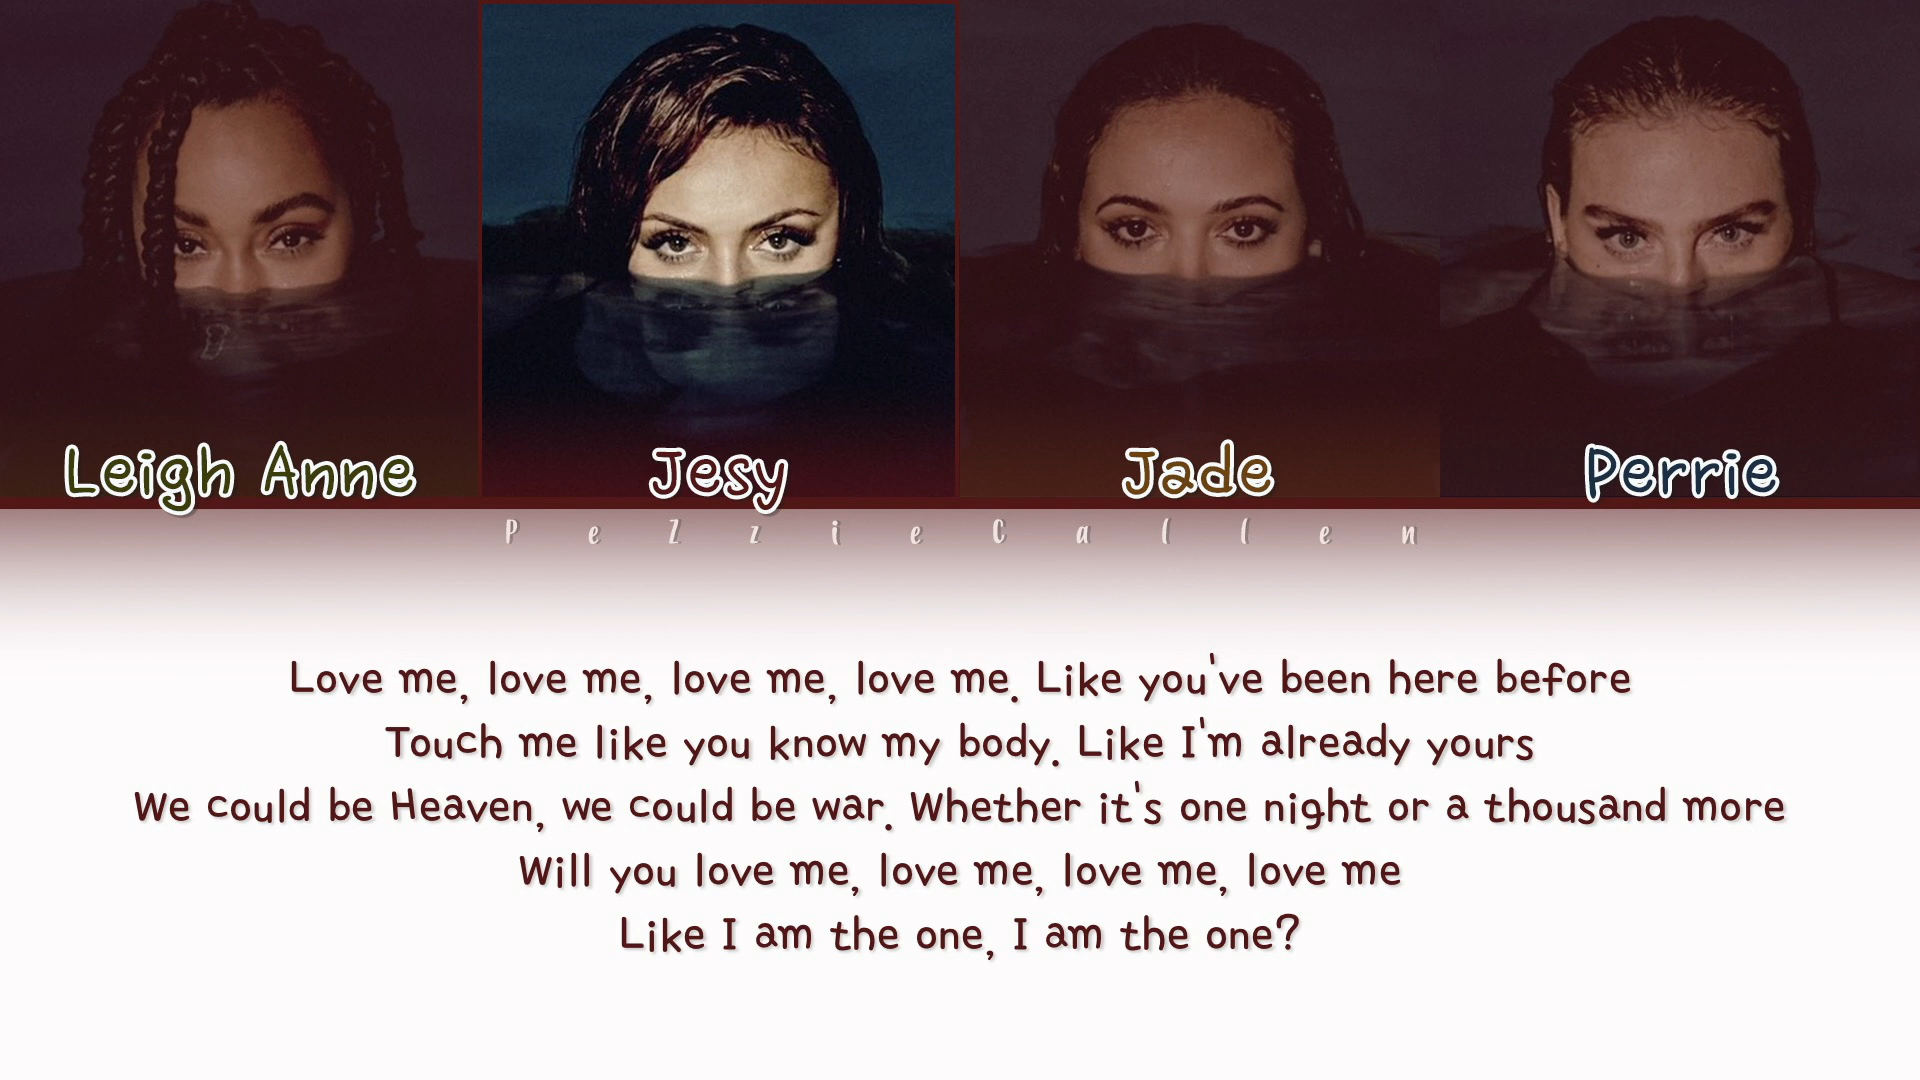 Leigh Anne Jesy Jade Perrie
PeZzieCallen
Love me, love me, love me, love me. Like you've been here before
Touch me like you know my body. Like I'm already yours
We could be Heaven, we could be war. Whether it's one night or a thousand more
Will you love me, love me, love me, love me
Like I am the one, I am the one?